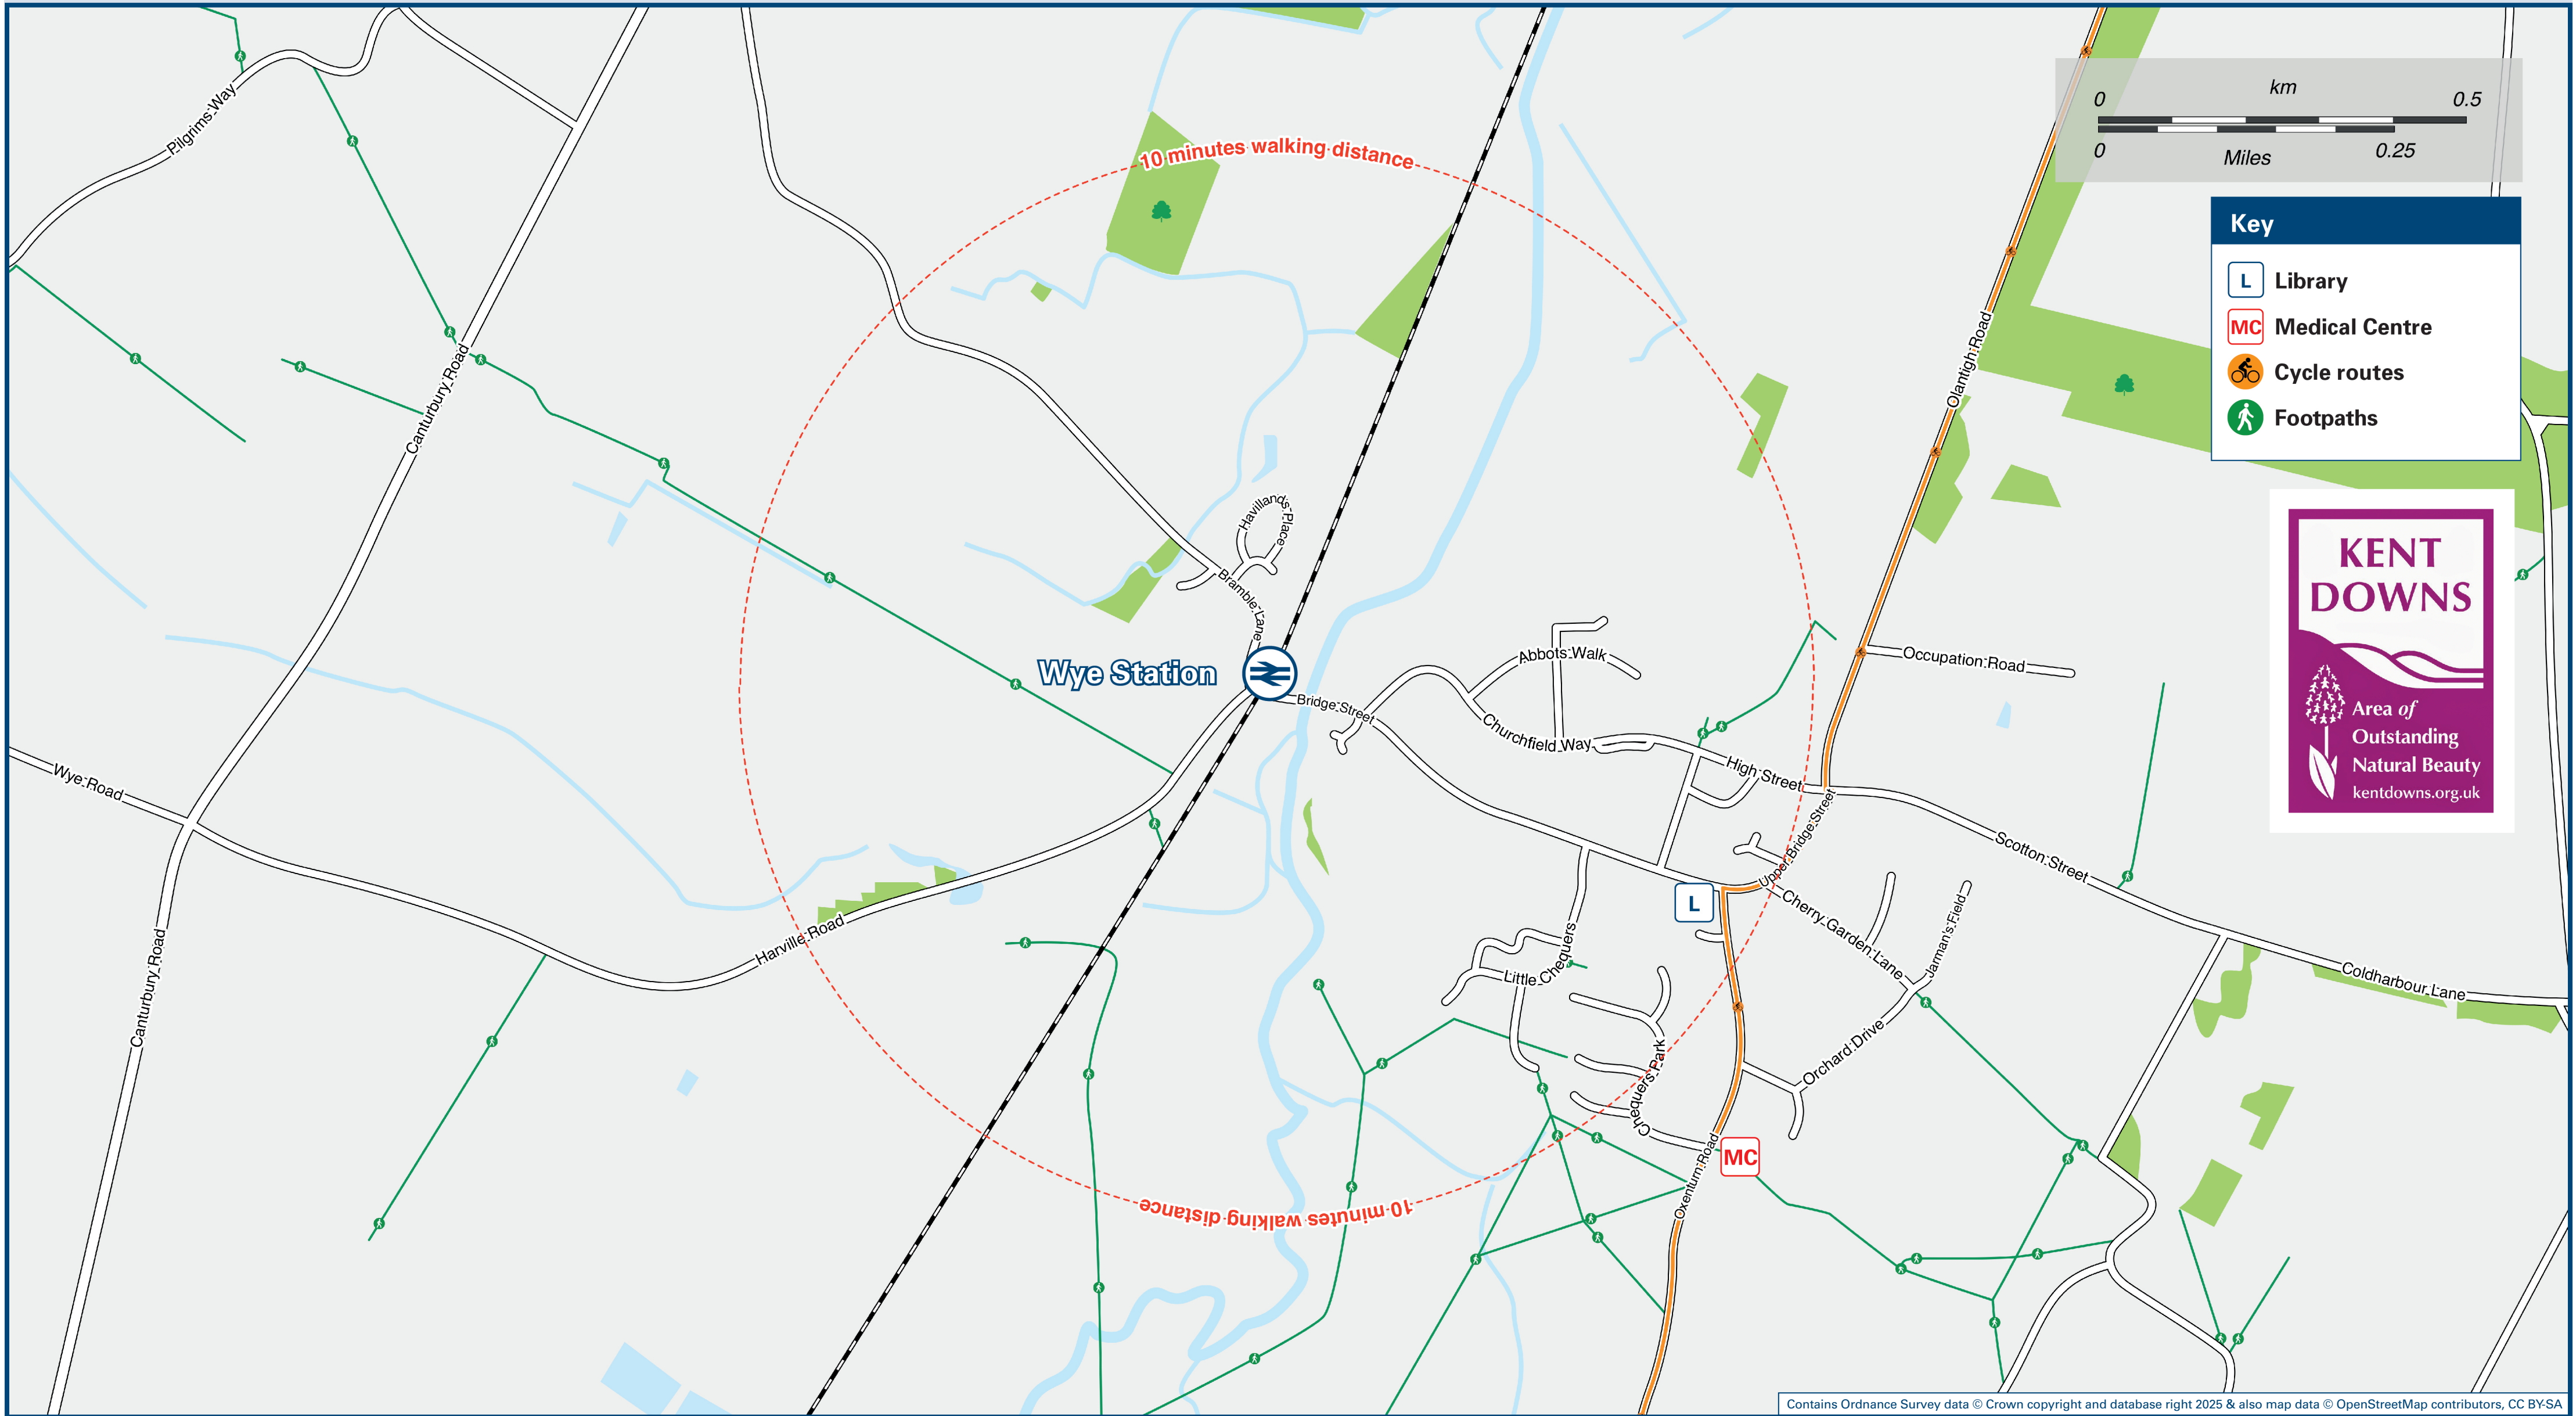 10 minutes walking distance
km
0
0.5
0
Miles
0.25
Key
L
Library
MC
Medical Centre
Cycle routes
Footpaths
KENT
DOWNS
Area of
Outstanding
Natural Beauty
kentdowns.org.uk
Pilgrims Way
Canturbury Road
Olantigh Road
Havillands Place
Bramble Lane
Wye Station
Bridge Street
Abbots Walk
Churchfield Way
High Street
Occupation Road
Wye Road
Upper Bridge Street
Scotton Street
L
Cherry Garden Lane
Jarman's Field
Harville Road
Little Chequers
Coldharbour Lane
Canturbury Road
Orchard Drive
Chequers Park
MC
Oxenturn Road
10 minutes walking distance
Contains Ordnance Survey data © Crown copyright and database right 2025 & also map data © OpenStreetMap contributors, CC BY-SA